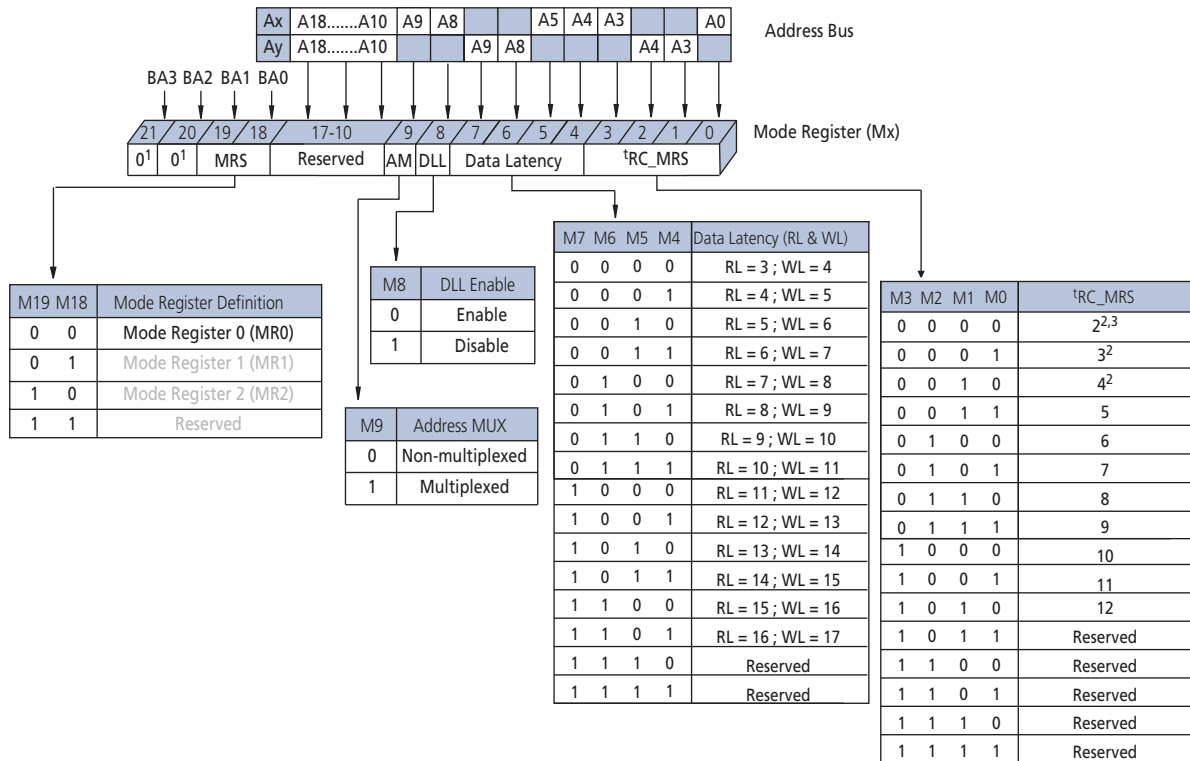 Ax A18.......A10 A9 A8 A5 A4 A3 A0
Ay A18.......A10 A9 A8 A4 A3
Address Bus
BA3 BA2 BA1 BA0
21 20 19 18 17-10 9 8 7 6 5 4 3 2 1 0
Mode Register (Mx)
0¹ 0¹ MRS Reserved AM DLL Data Latency tRC_MRS
M19 M18 Mode Register Definition
0 0 Mode Register 0 (MR0)
0 1 Mode Register 1 (MR1)
1 0 Mode Register 2 (MR2)
1 1 Reserved
M8 DLL Enable
0 Enable
1 Disable
M9 Address MUX
0 Non-multiplexed
1 Multiplexed
M7 M6 M5 M4 Data Latency (RL & WL)
0 0 0 0 RL = 3 ; WL = 4
0 0 0 1 RL = 4 ; WL = 5
0 0 1 0 RL = 5 ; WL = 6
0 0 1 1 RL = 6 ; WL = 7
0 1 0 0 RL = 7 ; WL = 8
0 1 0 1 RL = 8 ; WL = 9
0 1 1 0 RL = 9 ; WL = 10
0 1 1 1 RL = 10 ; WL = 11
1 0 0 0 RL = 11 ; WL = 12
1 0 0 1 RL = 12 ; WL = 13
1 0 1 0 RL = 13 ; WL = 14
1 0 1 1 RL = 14 ; WL = 15
1 1 0 0 RL = 15 ; WL = 16
1 1 0 1 RL = 16 ; WL = 17
1 1 1 0 Reserved
1 1 1 1 Reserved
M3 M2 M1 M0 tRC_MRS
0 0 0 0 2²,³
0 0 0 1 3²
0 0 1 0 4²
0 0 1 1 5
0 1 0 0 6
0 1 0 1 7
0 1 1 0 8
0 1 1 1 9
1 0 0 0 10
1 0 0 1 11
1 0 1 0 12
1 0 1 1 Reserved
1 1 0 0 Reserved
1 1 0 1 Reserved
1 1 1 0 Reserved
1 1 1 1 Reserved